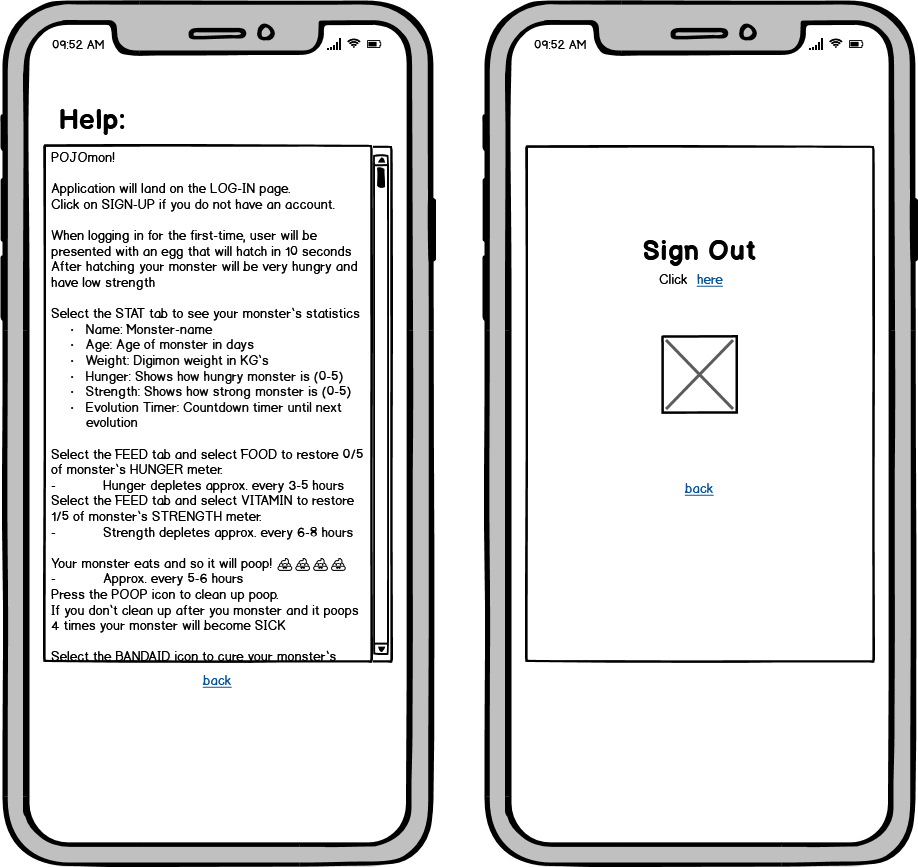 09:52 AM
Help:
POJOmon!
Application will land on the LOG-IN page.
Click on SIGN-UP if you do not have an account.
When logging in for the first-time, user will be
presented with an egg that will hatch in 10 seconds
After hatching your monster will be very hungry and
have low strength
Select the STAT tab to see your monster`s statistics
· Name: Monster-name
· Age: Age of monster in days
· Weight: Digimon weight in KG`s
· Hunger: Shows how hungry monster is (0-5)
· Strength: Shows how strong monster is (0-5)
· Evolution Timer: Countdown timer until next
evolution
Select the FEED tab and select FOOD to restore 0/5
of monster`s HUNGER meter.
- Hunger depletes approx. every 3-5 hours
Select the FEED tab and select VITAMIN to restore
1/5 of monster`s STRENGTH meter.
- Strength depletes approx. every 6-8 hours
Your monster eats and so it will poop! 💩💩💩💩
- Approx. every 5-6 hours
Press the POOP icon to clean up poop.
If you don`t clean up after you monster and it poops
4 times your monster will become SICK
Select the BANDAID icon to cure your monster`s
back
09:52 AM
Sign Out
Click here
back